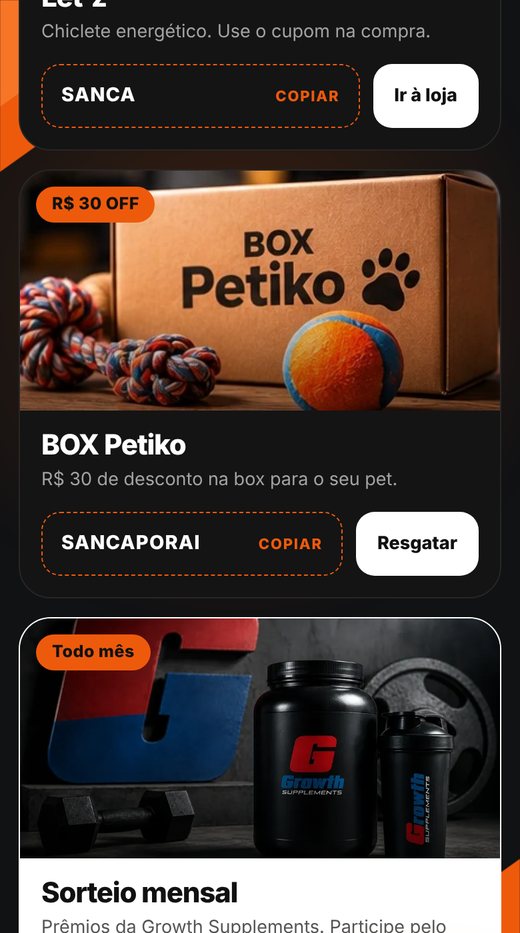 Let 2
Chiclete energético. Use o cupom na compra.
SANCA
COPIAR
Ir à loja
R$ 30 OFF
BOX
Petiko
BOX Petiko
R$ 30 de desconto na box para o seu pet.
SANCAPORAI
COPIAR
Resgatar
Todo mês
G
G
Growth
SUPPLEMENTS
G
Growth
SUPPLEMENTS
Sorteio mensal
Prêmios da Growth Supplements. Participe pelo